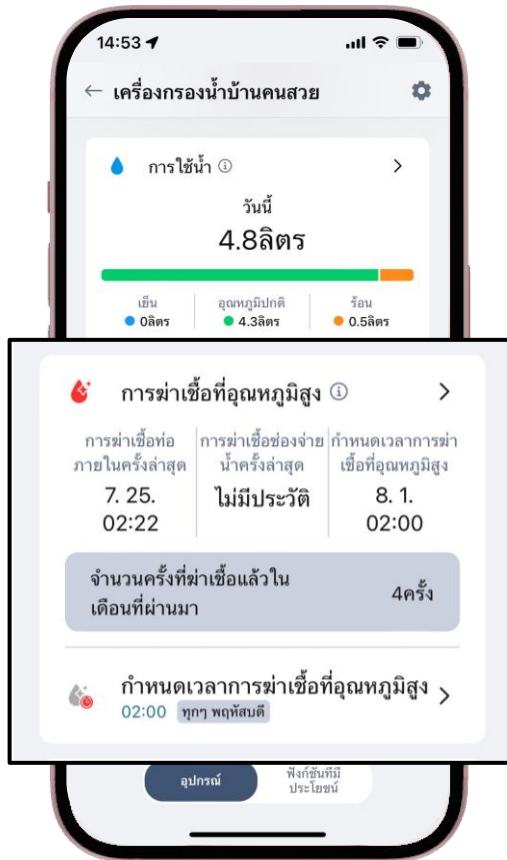 14:53
เครื่องกรองน้ำบ้านคนสวย
การใช้น้ำ
วันนี้
4.8ลิตร
เย็น อุณหภูมิปกติ ร้อน
0ลิตร 4.3ลิตร 0.5ลิตร
การฆ่าเชื้อที่อุณหภูมิสูง
การฆ่าเชื้อท่อ การฆ่าเชื้อช่องจ่าย กำหนดเวลาการฆ่า
ภายในครั้งล่าสุด น้ำครั้งล่าสุด เชื้อที่อุณหภูมิสูง
7. 25. ไม่มีประวัติ 8. 1.
02:22 02:00
จำนวนครั้งที่ฆ่าเชื้อแล้วใน
เดือนที่ผ่านมา 4ครั้ง
กำหนดเวลาการฆ่าเชื้อที่อุณหภูมิสูง
02:00 ทุกๆ พฤหัสบดี
อุปกรณ์ ฟังก์ชันที่มี
ประโยชน์